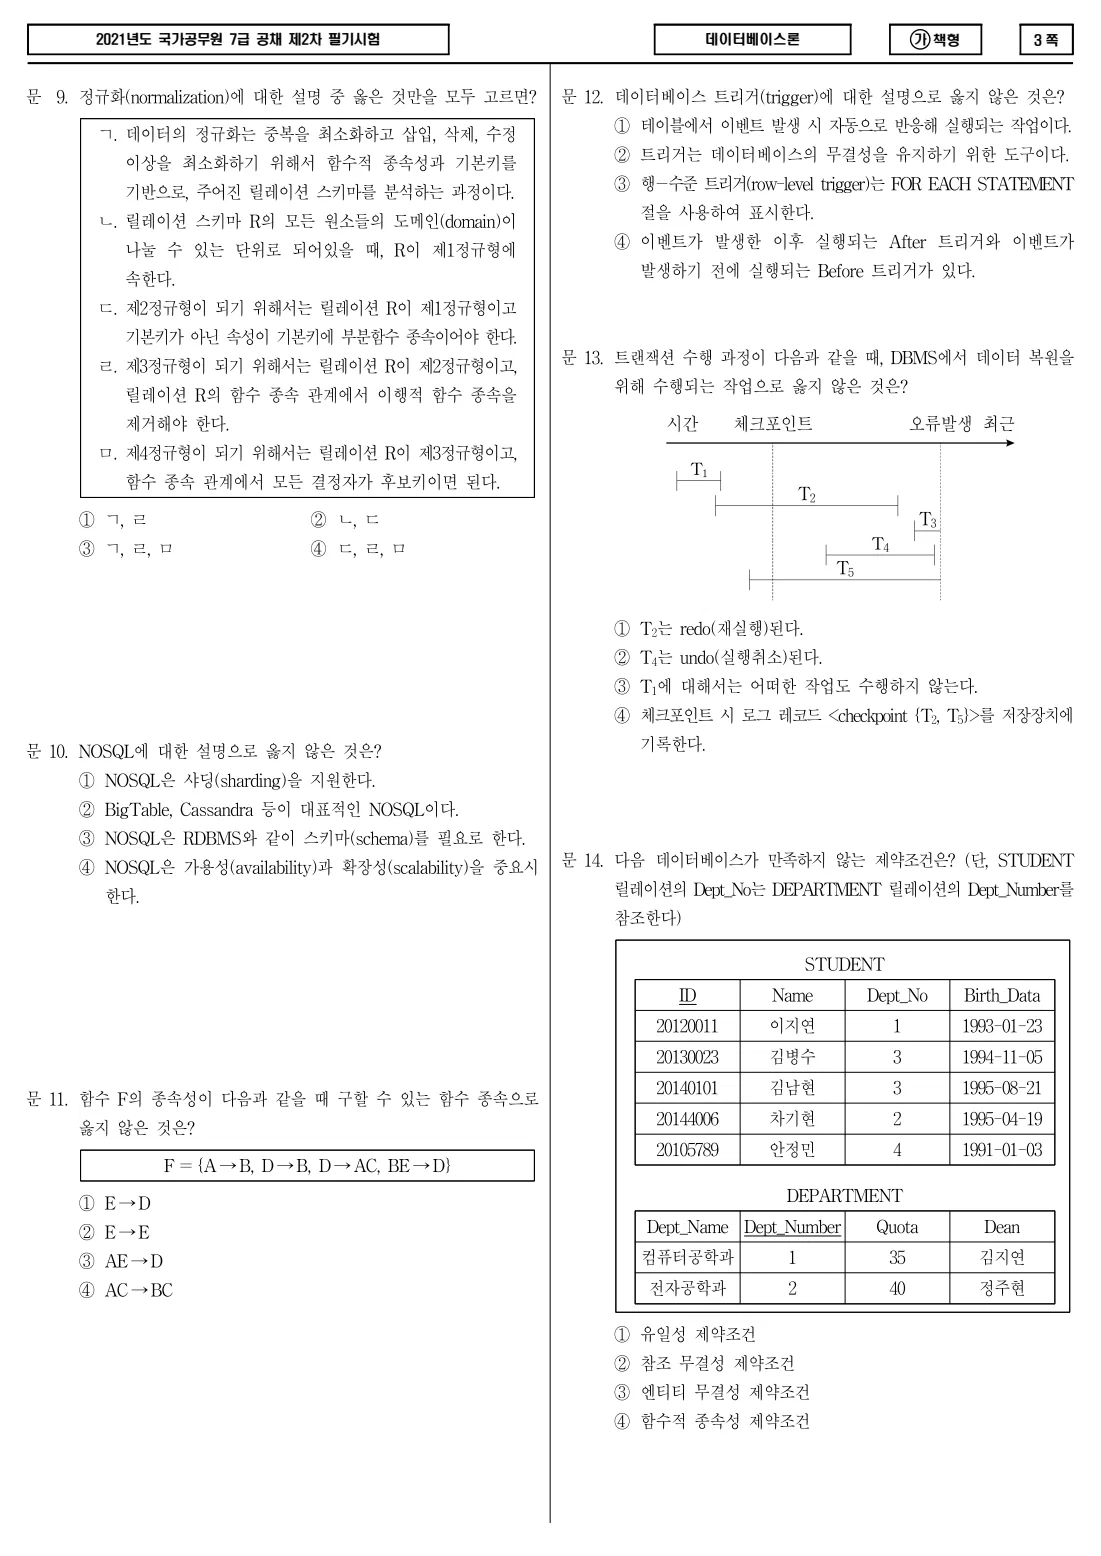 2021년도 국가공무원 7급 공채 제2차 필기시험
데이터베이스론
㉮ 책형
3 쪽
문 9. 정규화(normalization)에 대한 설명 중 옳은 것만을 모두 고르면?
ㄱ. 데이터의 정규화는 중복을 최소화하고 삽입, 삭제, 수정
이상을 최소화하기 위해서 함수적 종속성과 기본키를
기반으로, 주어진 릴레이션 스키마를 분석하는 과정이다.
ㄴ. 릴레이션 스키마 R의 모든 원소들의 도메인(domain)이
나눌 수 있는 단위로 되어있을 때, R이 제1정규형에
속한다.
ㄷ. 제2정규형이 되기 위해서는 릴레이션 R이 제1정규형이고
기본키가 아닌 속성이 기본키에 부분함수 종속이어야 한다.
ㄹ. 제3정규형이 되기 위해서는 릴레이션 R이 제2정규형이고,
릴레이션 R의 함수 종속 관계에서 이행적 함수 종속을
제거해야 한다.
ㅁ. 제4정규형이 되기 위해서는 릴레이션 R이 제3정규형이고,
함수 종속 관계에서 모든 결정자가 후보키이면 된다.
① ㄱ, ㄹ ② ㄴ, ㄷ
③ ㄱ, ㄹ, ㅁ ④ ㄷ, ㄹ, ㅁ
문 10. NOSQL에 대한 설명으로 옳지 않은 것은?
① NOSQL은 샤딩(sharding)을 지원한다.
② BigTable, Cassandra 등이 대표적인 NOSQL이다.
③ NOSQL은 RDBMS와 같이 스키마(schema)를 필요로 한다.
④ NOSQL은 가용성(availability)과 확장성(scalability)을 중요시
한다.
문 11. 함수 F의 종속성이 다음과 같을 때 구할 수 있는 함수 종속으로
옳지 않은 것은?
F = {A→B, D→B, D→AC, BE→D}
① E→D
② E→E
③ AE→D
④ AC→BC
문 12. 데이터베이스 트리거(trigger)에 대한 설명으로 옳지 않은 것은?
① 테이블에서 이벤트 발생 시 자동으로 반응해 실행되는 작업이다.
② 트리거는 데이터베이스의 무결성을 유지하기 위한 도구이다.
③ 행-수준 트리거(row-level trigger)는 FOR EACH STATEMENT
절을 사용하여 표시한다.
④ 이벤트가 발생한 이후 실행되는 After 트리거와 이벤트가
발생하기 전에 실행되는 Before 트리거가 있다.
문 13. 트랜잭션 수행 과정이 다음과 같을 때, DBMS에서 데이터 복원을
위해 수행되는 작업으로 옳지 않은 것은?
시간 체크포인트 오류발생 최근
T1
T2
T3
T4
T5
① T2는 redo(재실행)된다.
② T4는 undo(실행취소)된다.
③ T1에 대해서는 어떠한 작업도 수행하지 않는다.
④ 체크포인트 시 로그 레코드 <checkpoint {T2, T5}>를 저장장치에
기록한다.
문 14. 다음 데이터베이스가 만족하지 않는 제약조건은? (단, STUDENT
릴레이션의 Dept_No는 DEPARTMENT 릴레이션의 Dept_Number를
참조한다)
STUDENT
ID Name Dept_No Birth_Data
20120011 이지연 1 1993-01-23
20130023 김병수 3 1994-11-05
20140101 김남현 3 1995-08-21
20144006 차기현 2 1995-04-19
20105789 안정민 4 1991-01-03
DEPARTMENT
Dept_Name Dept_Number Quota Dean
컴퓨터공학과 1 35 김지연
전자공학과 2 40 정주현
① 유일성 제약조건
② 참조 무결성 제약조건
③ 엔티티 무결성 제약조건
④ 함수적 종속성 제약조건